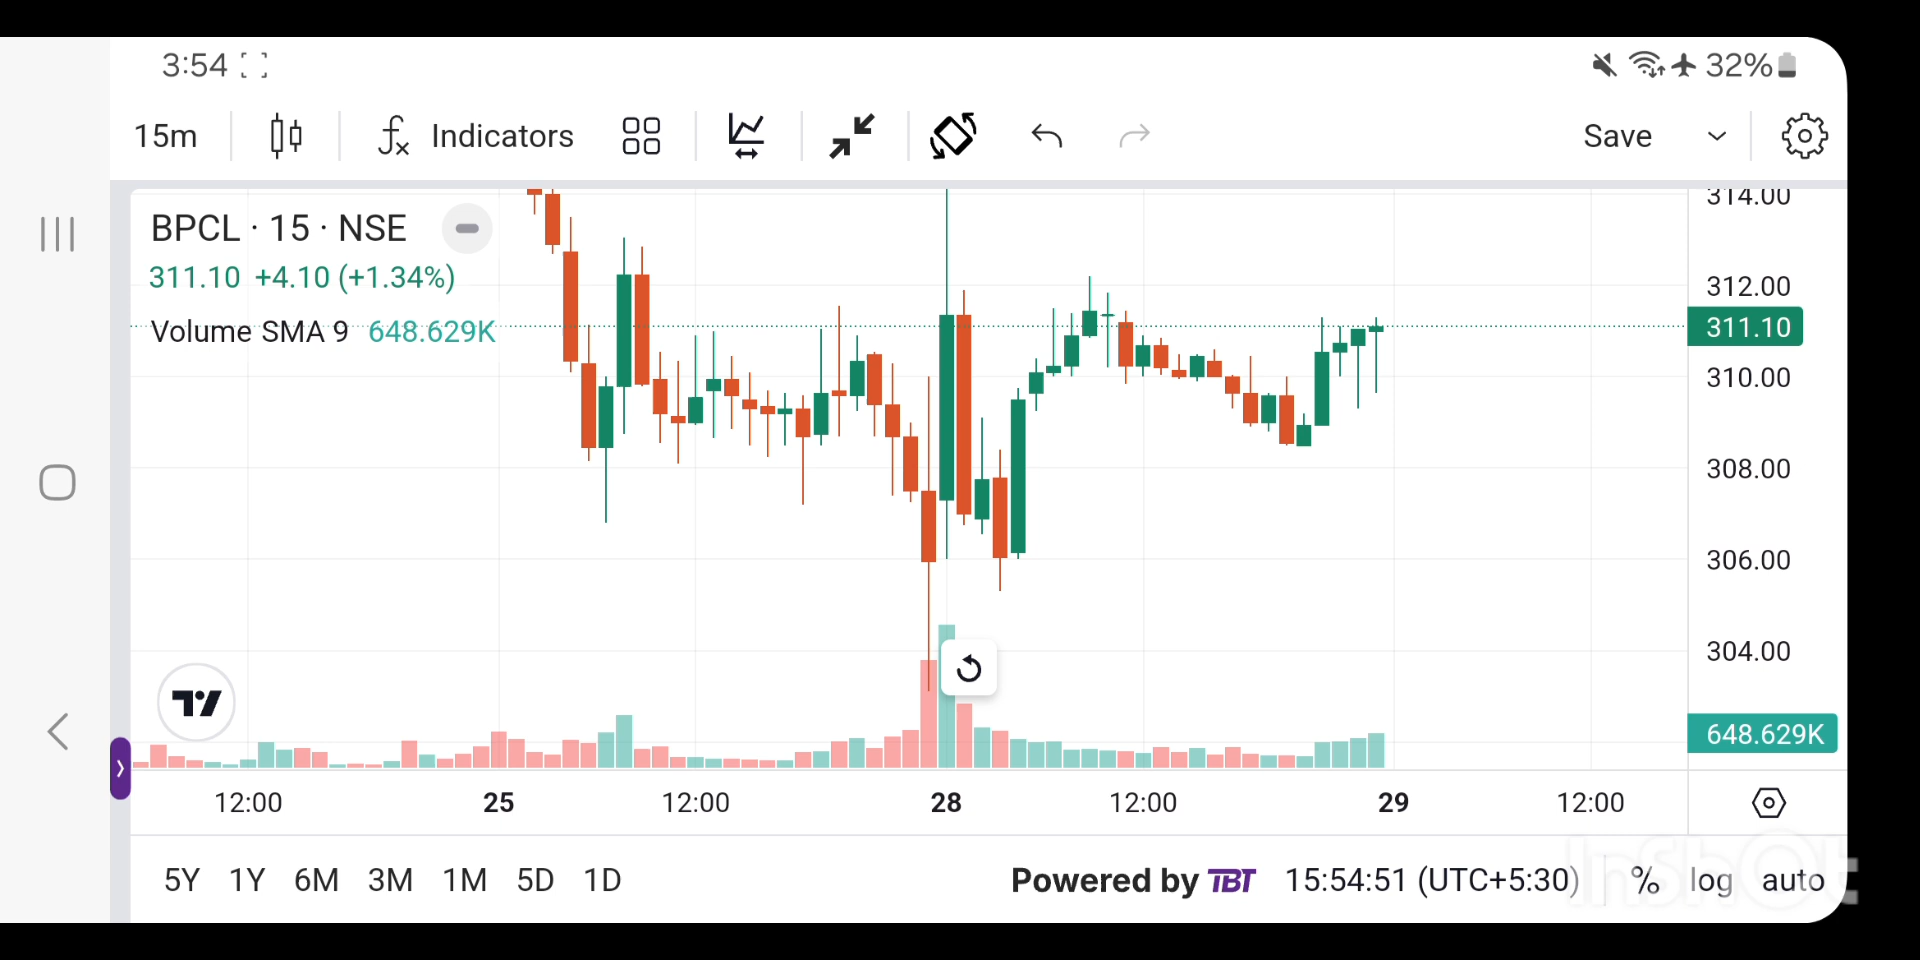 3:54 32%
15m Indicators Save
BPCL · 15 · NSE
311.10 +4.10 (+1.34%)
Volume SMA 9 648.629K
314.00
312.00
311.10
310.00
308.00
306.00
304.00
648.629K
12:00 25 12:00 28 12:00 29 12:00
5Y 1Y 6M 3M 1M 5D 1D Powered by TBT 15:54:51 (UTC+5:30) % log auto
InShOt